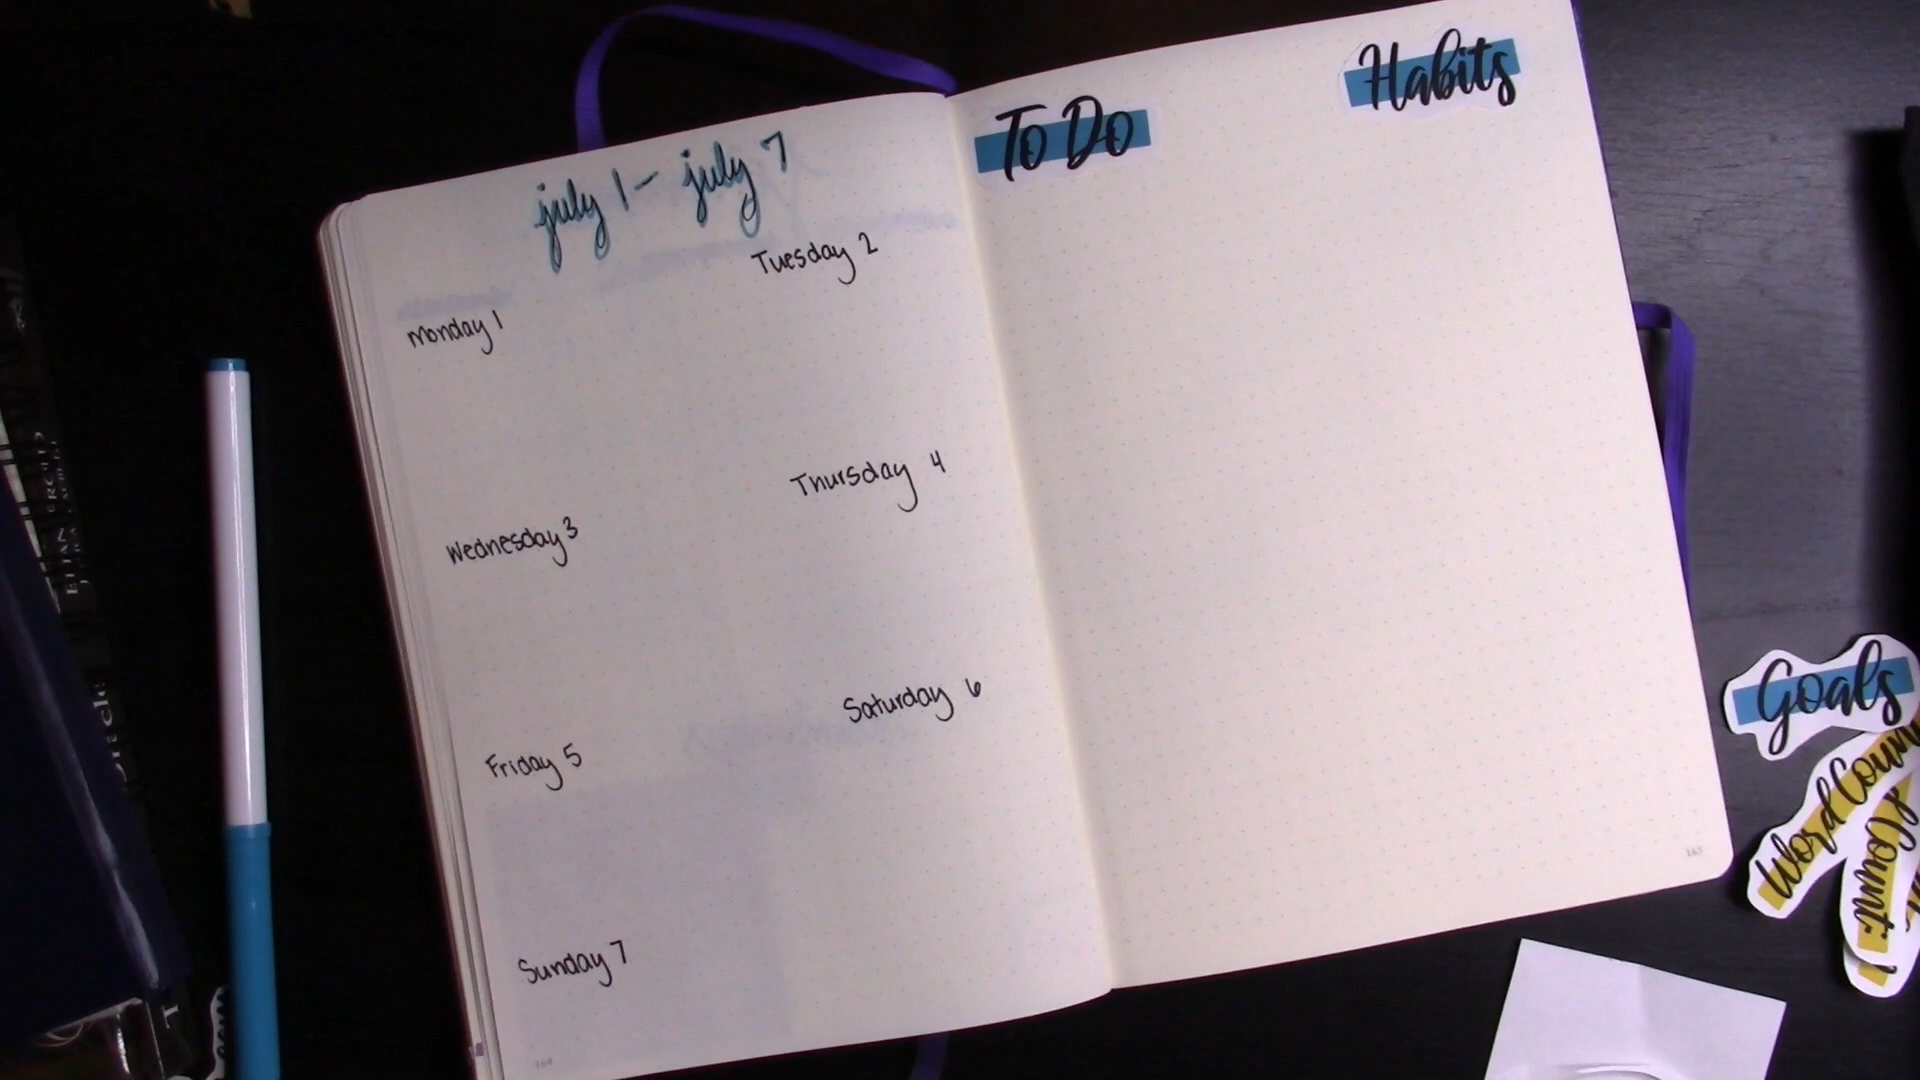 july 1 - july 7
Monday 1
Tuesday 2
Wednesday 3
Thursday 4
Friday 5
Saturday 6
Sunday 7
164
To Do
Habits
Goals
Word Count
Count